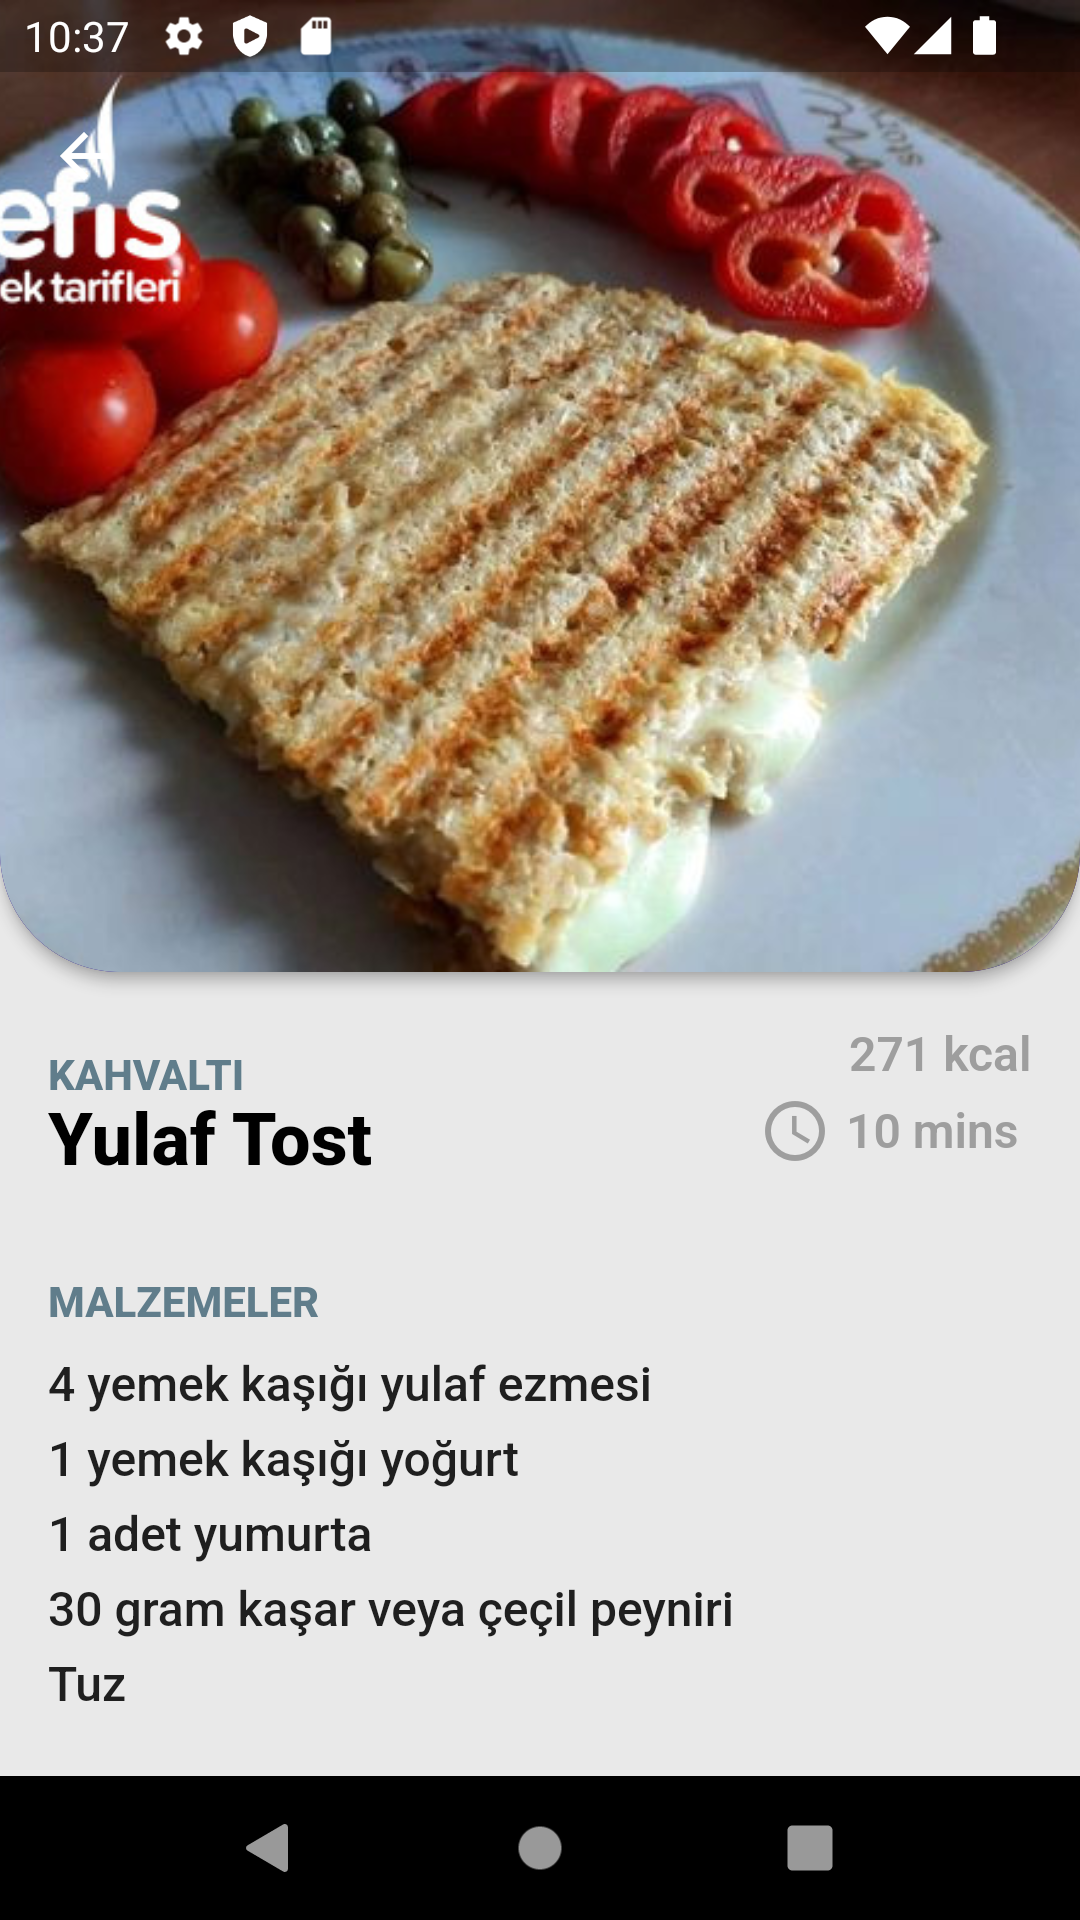 10:37
efis
ek tarifleri
KAHVALTI
Yulaf Tost
271 kcal
10 mins
MALZEMELER
4 yemek kaşığı yulaf ezmesi
1 yemek kaşığı yoğurt
1 adet yumurta
30 gram kaşar veya çeçil peyniri
Tuz